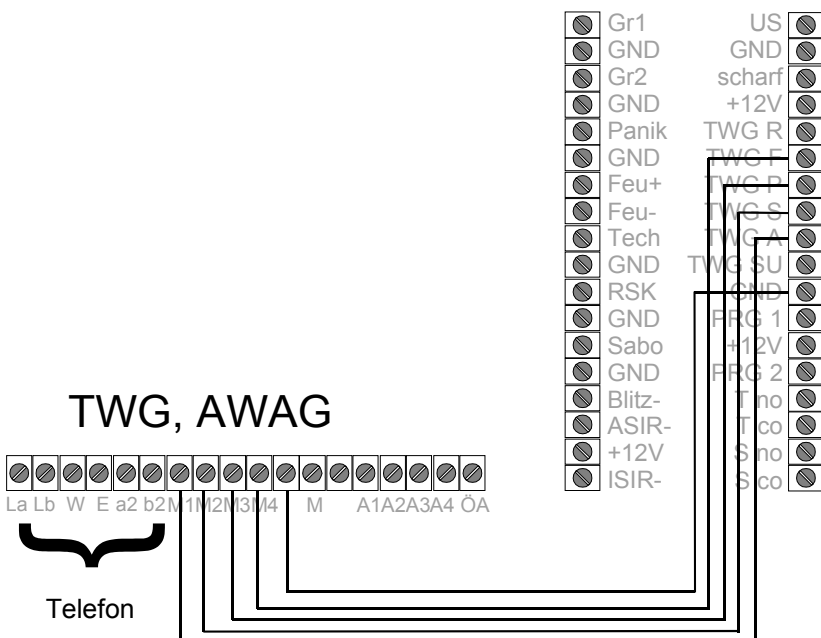 Gr1 US
GND GND
Gr2 scharf
GND +12V
Panik TWG R
GND TWG F
Feu+ TWG P
Feu- TWG S
Tech TWG A
GND TWG SU
RSK GND
GND PRG 1
Sabo +12V
GND PRG 2
Blitz- T no
ASIR- T co
+12V S no
ISIR- S co
TWG, AWAG
La Lb W E a2 b2 M1 M2 M3 M4 M A1 A2 A3 A4 ÖA
Telefon